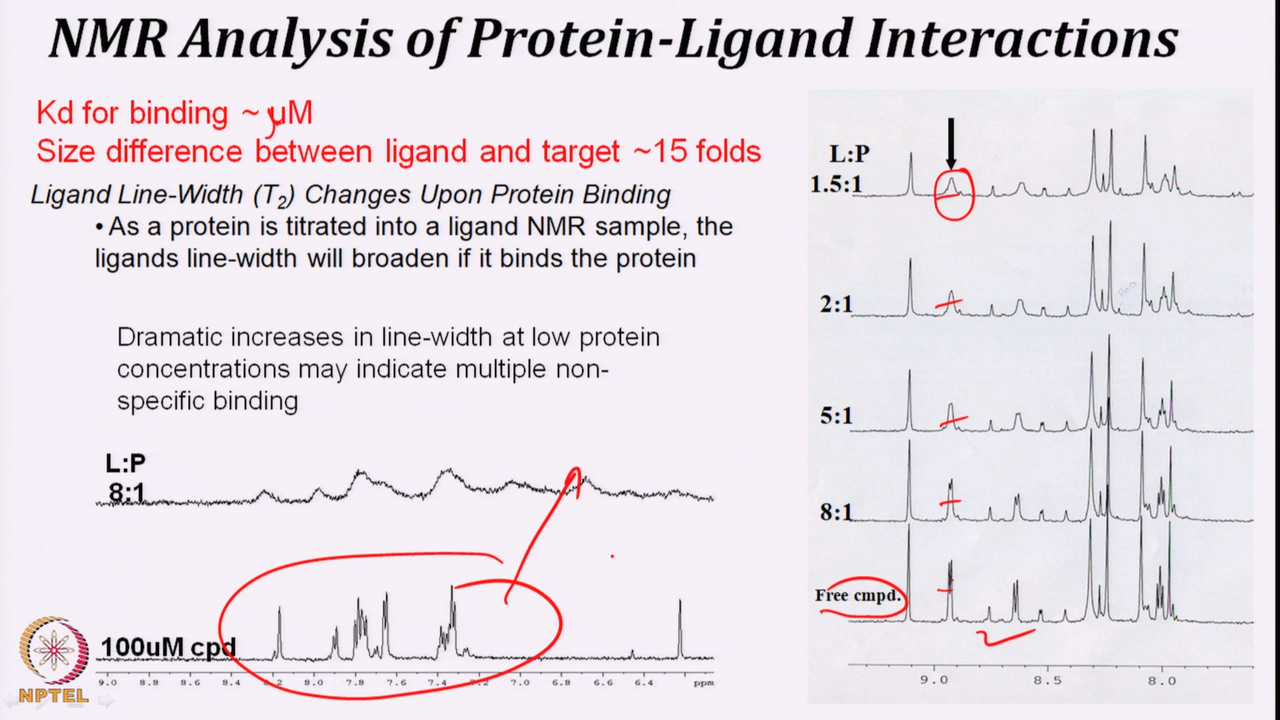 NMR Analysis of Protein-Ligand Interactions
Kd for binding ~ µM
Size difference between ligand and target ~15 folds
Ligand Line-Width (T2) Changes Upon Protein Binding
• As a protein is titrated into a ligand NMR sample, the
ligands line-width will broaden if it binds the protein
Dramatic increases in line-width at low protein
concentrations may indicate multiple non-
specific binding
L:P
8:1
100uM cpd
9.0 8.8 8.6 8.4 8.2 8.0 7.8 7.6 7.4 7.2 7.0 6.8 6.6 6.4 ppm
NPTEL
L:P
1.5:1
2:1
5:1
8:1
Free cmpd.
9.0 8.5 8.0